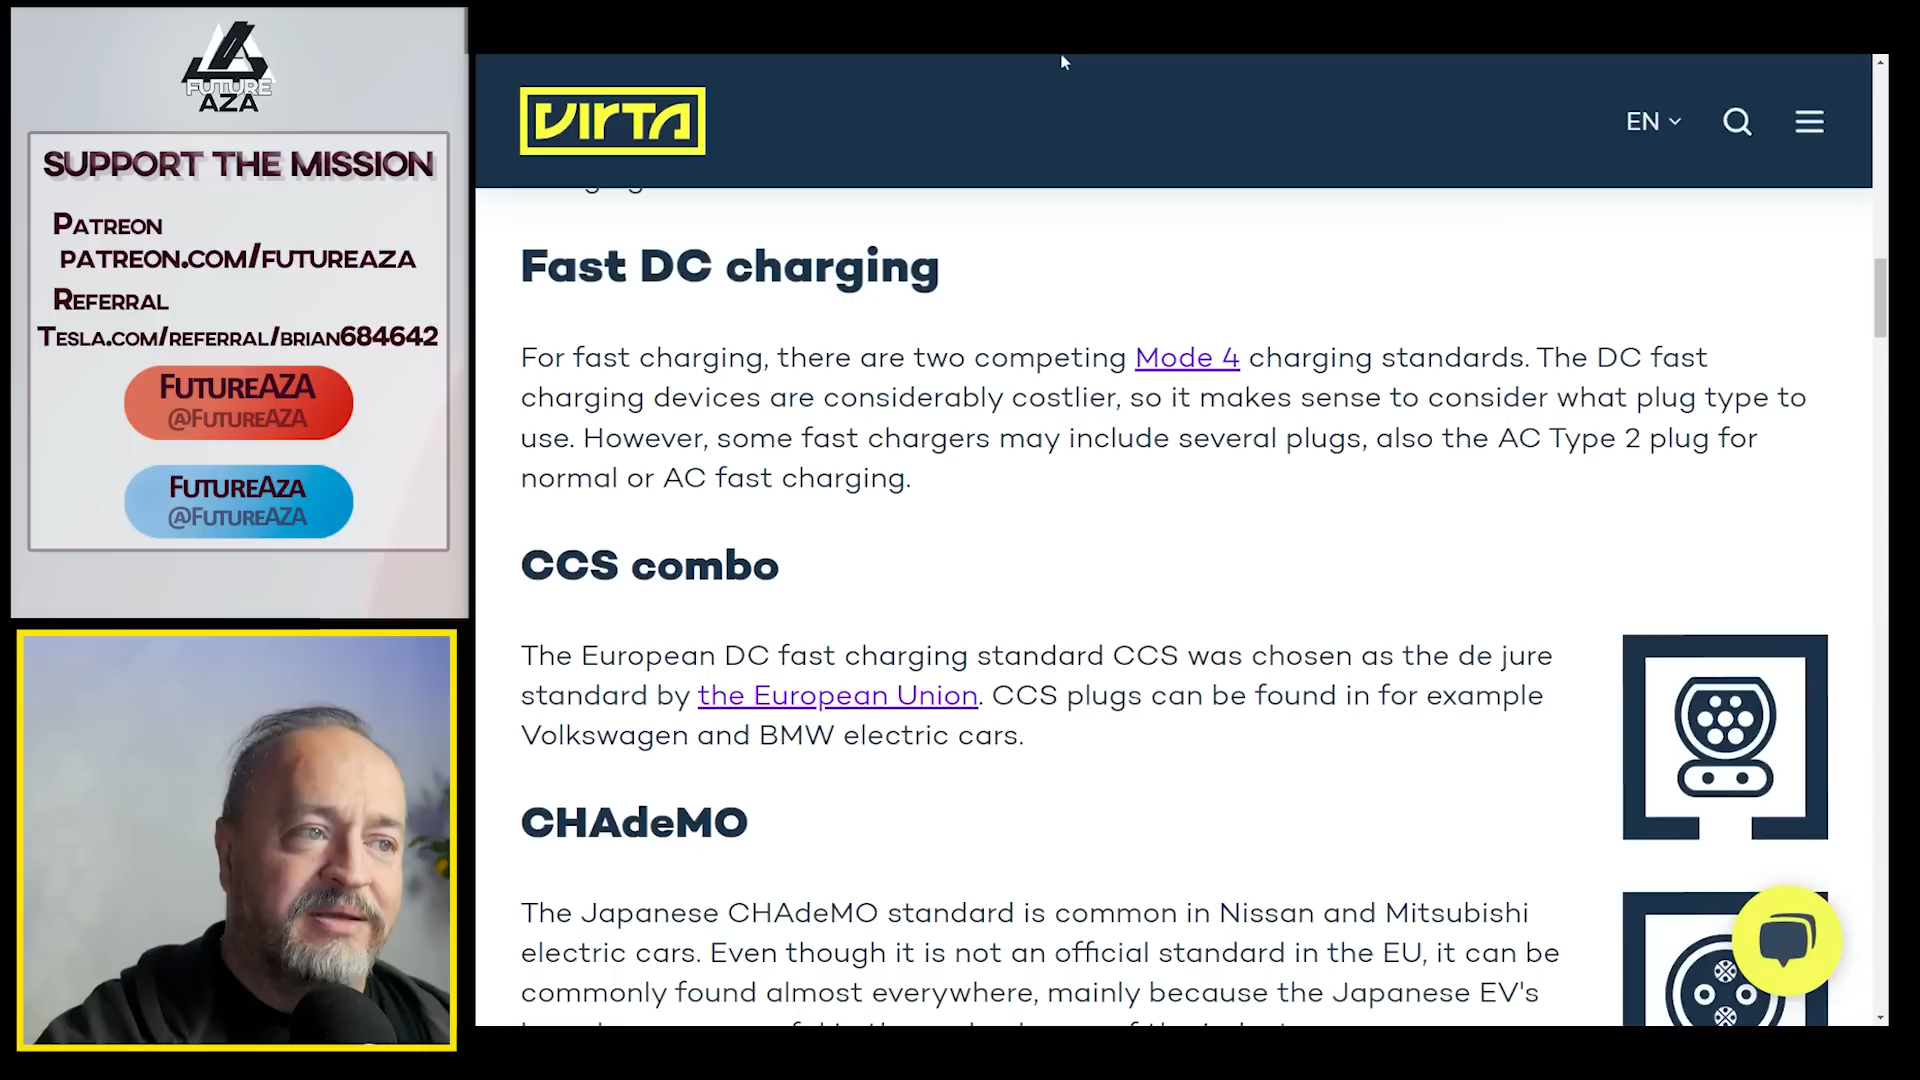 FUTURE
AZA
SUPPORT THE MISSION
PATREON
PATREON.COM/FUTUREAZA
REFERRAL
TESLA.COM/REFERRAL/BRIAN684642
FUTUREAZA
@FUTUREAZA
FUTUREAZA
@FUTUREAZA
VIRTA
EN
Fast DC charging
For fast charging, there are two competing Mode 4 charging standards. The DC fast
charging devices are considerably costlier, so it makes sense to consider what plug type to
use. However, some fast chargers may include several plugs, also the AC Type 2 plug for
normal or AC fast charging.
CCS combo
The European DC fast charging standard CCS was chosen as the de jure
standard by the European Union. CCS plugs can be found in for example
Volkswagen and BMW electric cars.
CHAdeMO
The Japanese CHAdeMO standard is common in Nissan and Mitsubishi
electric cars. Even though it is not an official standard in the EU, it can be
commonly found almost everywhere, mainly because the Japanese EV's